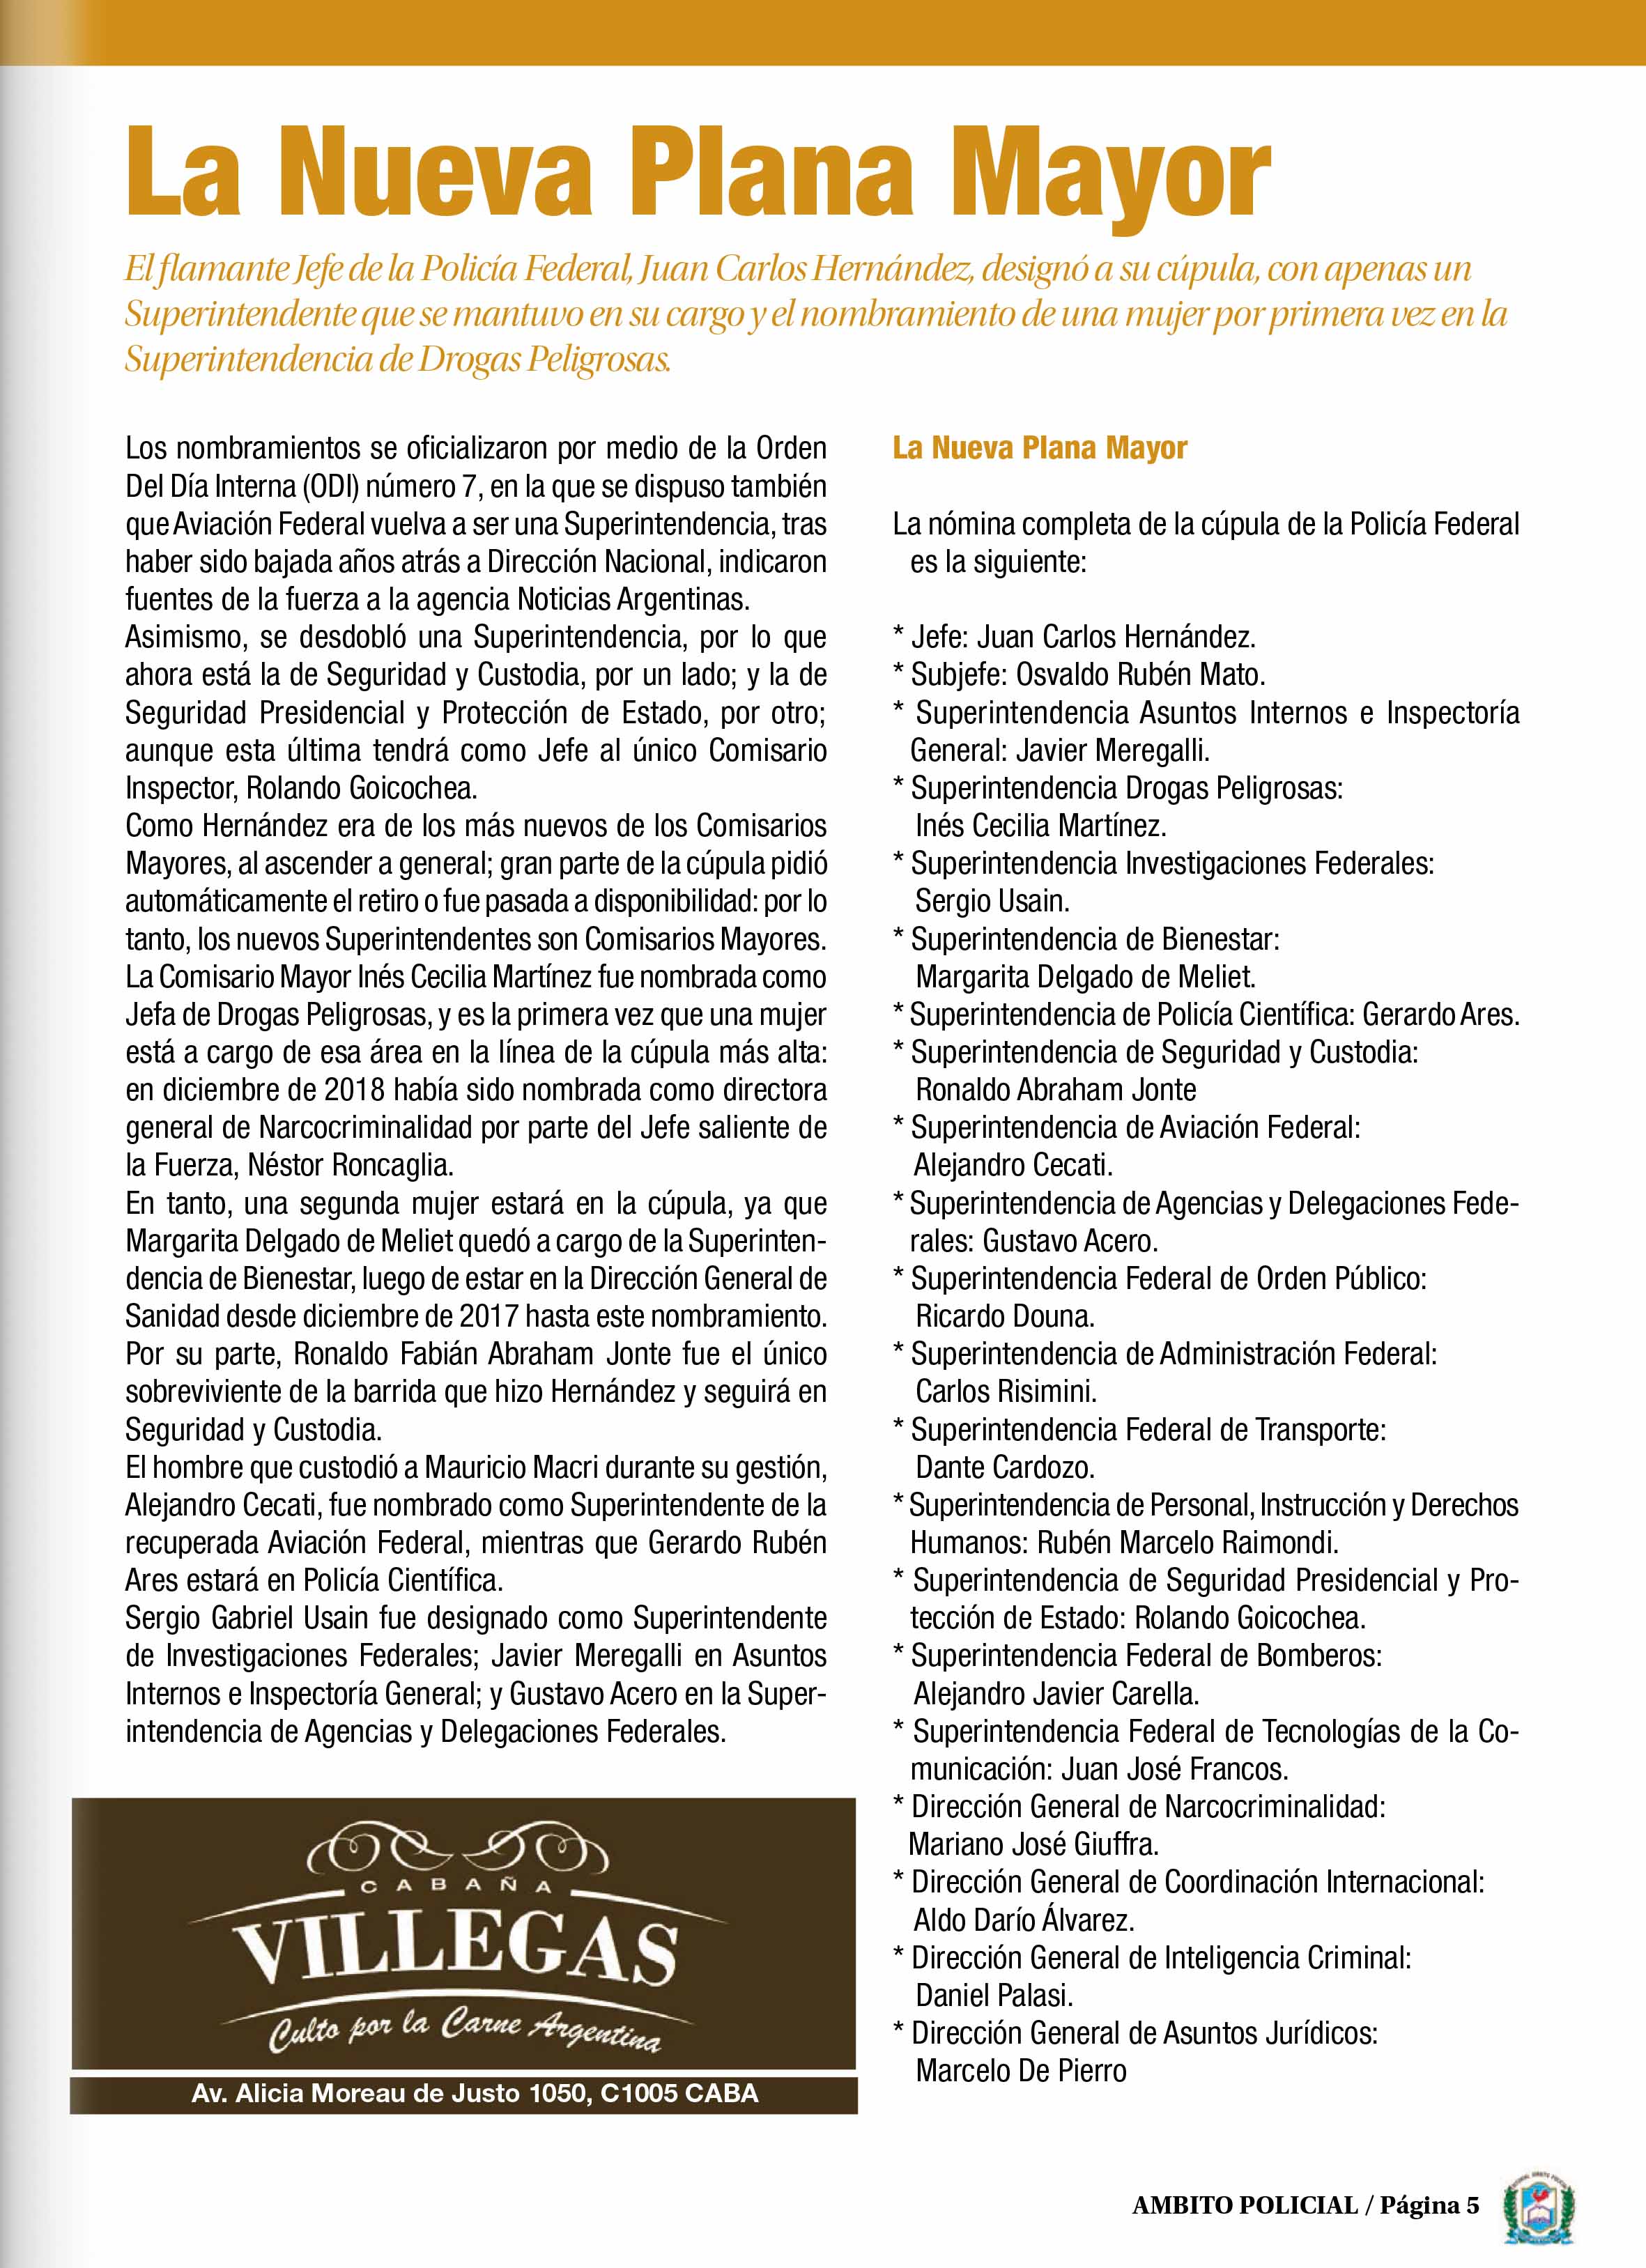 La Nueva Plana Mayor
El flamante Jefe de la Policía Federal, Juan Carlos Hernández, designó a su cúpula, con apenas un
Superintendente que se mantuvo en su cargo y el nombramiento de una mujer por primera vez en la
Superintendencia de Drogas Peligrosas.
Los nombramientos se oficializaron por medio de la Orden
Del Día Interna (ODI) número 7, en la que se dispuso también
que Aviación Federal vuelva a ser una Superintendencia, tras
haber sido bajada años atrás a Dirección Nacional, indicaron
fuentes de la fuerza a la agencia Noticias Argentinas.
Asimismo, se desdobló una Superintendencia, por lo que
ahora está la de Seguridad y Custodia, por un lado; y la de
Seguridad Presidencial y Protección de Estado, por otro;
aunque esta última tendrá como Jefe al único Comisario
Inspector, Rolando Goicochea.
Como Hernández era de los más nuevos de los Comisarios
Mayores, al ascender a general; gran parte de la cúpula pidió
automáticamente el retiro o fue pasada a disponibilidad: por lo
tanto, los nuevos Superintendentes son Comisarios Mayores.
La Comisario Mayor Inés Cecilia Martínez fue nombrada como
Jefa de Drogas Peligrosas, y es la primera vez que una mujer
está a cargo de esa área en la línea de la cúpula más alta:
en diciembre de 2018 había sido nombrada como directora
general de Narcocriminalidad por parte del Jefe saliente de
la Fuerza, Néstor Roncaglia.
En tanto, una segunda mujer estará en la cúpula, ya que
Margarita Delgado de Meliet quedó a cargo de la Superinten-
dencia de Bienestar, luego de estar en la Dirección General de
Sanidad desde diciembre de 2017 hasta este nombramiento.
Por su parte, Ronaldo Fabián Abraham Jonte fue el único
sobreviviente de la barrida que hizo Hernández y seguirá en
Seguridad y Custodia.
El hombre que custodió a Mauricio Macri durante su gestión,
Alejandro Cecati, fue nombrado como Superintendente de la
recuperada Aviación Federal, mientras que Gerardo Rubén
Ares estará en Policía Científica.
Sergio Gabriel Usain fue designado como Superintendente
de Investigaciones Federales; Javier Meregalli en Asuntos
Internos e Inspectoría General; y Gustavo Acero en la Super-
intendencia de Agencias y Delegaciones Federales.
CABAÑA
VILLEGAS
Culto por la Carne Argentina
Av. Alicia Moreau de Justo 1050, C1005 CABA
La Nueva Plana Mayor
La nómina completa de la cúpula de la Policía Federal
es la siguiente:
* Jefe: Juan Carlos Hernández.
* Subjefe: Osvaldo Rubén Mato.
* Superintendencia Asuntos Internos e Inspectoría
General: Javier Meregalli.
* Superintendencia Drogas Peligrosas:
Inés Cecilia Martínez.
* Superintendencia Investigaciones Federales:
Sergio Usain.
* Superintendencia de Bienestar:
Margarita Delgado de Meliet.
* Superintendencia de Policía Científica: Gerardo Ares.
* Superintendencia de Seguridad y Custodia:
Ronaldo Abraham Jonte
* Superintendencia de Aviación Federal:
Alejandro Cecati.
* Superintendencia de Agencias y Delegaciones Fede-
rales: Gustavo Acero.
* Superintendencia Federal de Orden Público:
Ricardo Douna.
* Superintendencia de Administración Federal:
Carlos Risimini.
* Superintendencia Federal de Transporte:
Dante Cardozo.
* Superintendencia de Personal, Instrucción y Derechos
Humanos: Rubén Marcelo Raimondi.
* Superintendencia de Seguridad Presidencial y Pro-
tección de Estado: Rolando Goicochea.
* Superintendencia Federal de Bomberos:
Alejandro Javier Carella.
* Superintendencia Federal de Tecnologías de la Co-
municación: Juan José Francos.
* Dirección General de Narcocriminalidad:
Mariano José Giuffra.
* Dirección General de Coordinación Internacional:
Aldo Darío Álvarez.
* Dirección General de Inteligencia Criminal:
Daniel Palasi.
* Dirección General de Asuntos Jurídicos:
Marcelo De Pierro
AMBITO POLICIAL / Página 5